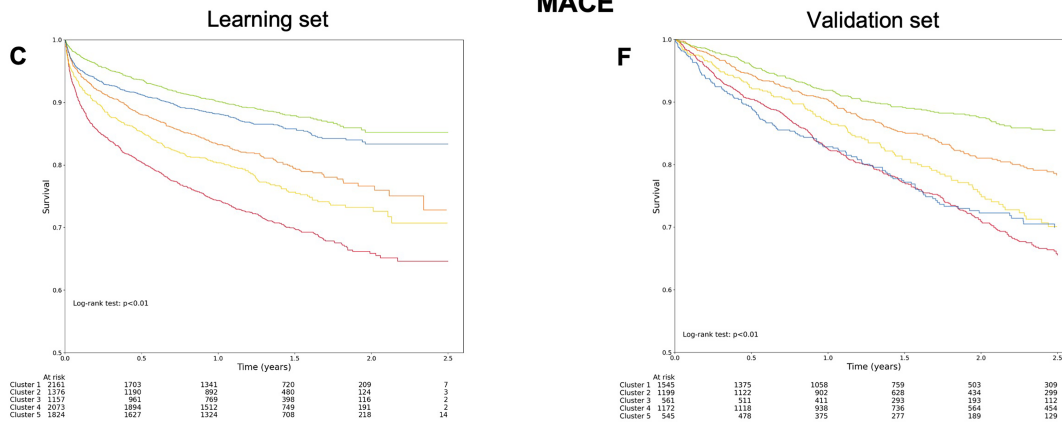 MACE
Learning set
C
1.0
0.9
0.8
0.7
0.6
0.5
Survival
Log-rank test: p<0.01
0.0 0.5 1.0 1.5 2.0 2.5
Time (years)
At risk
Cluster 1 2161 1703 1341 720 209 7
Cluster 2 1376 1190 892 480 124 3
Cluster 3 1157 961 769 398 116 2
Cluster 4 2073 1894 1512 749 191 2
Cluster 5 1824 1627 1324 708 218 14
Validation set
F
1.0
0.9
0.8
0.7
0.6
0.5
Survival
Log-rank test: p<0.01
0.0 0.5 1.0 1.5 2.0 2.5
Time (years)
At risk
Cluster 1 1545 1375 1058 759 503 309
Cluster 2 1199 1122 902 628 434 299
Cluster 3 561 511 411 293 193 112
Cluster 4 1172 1118 938 736 564 454
Cluster 5 545 478 375 277 189 129